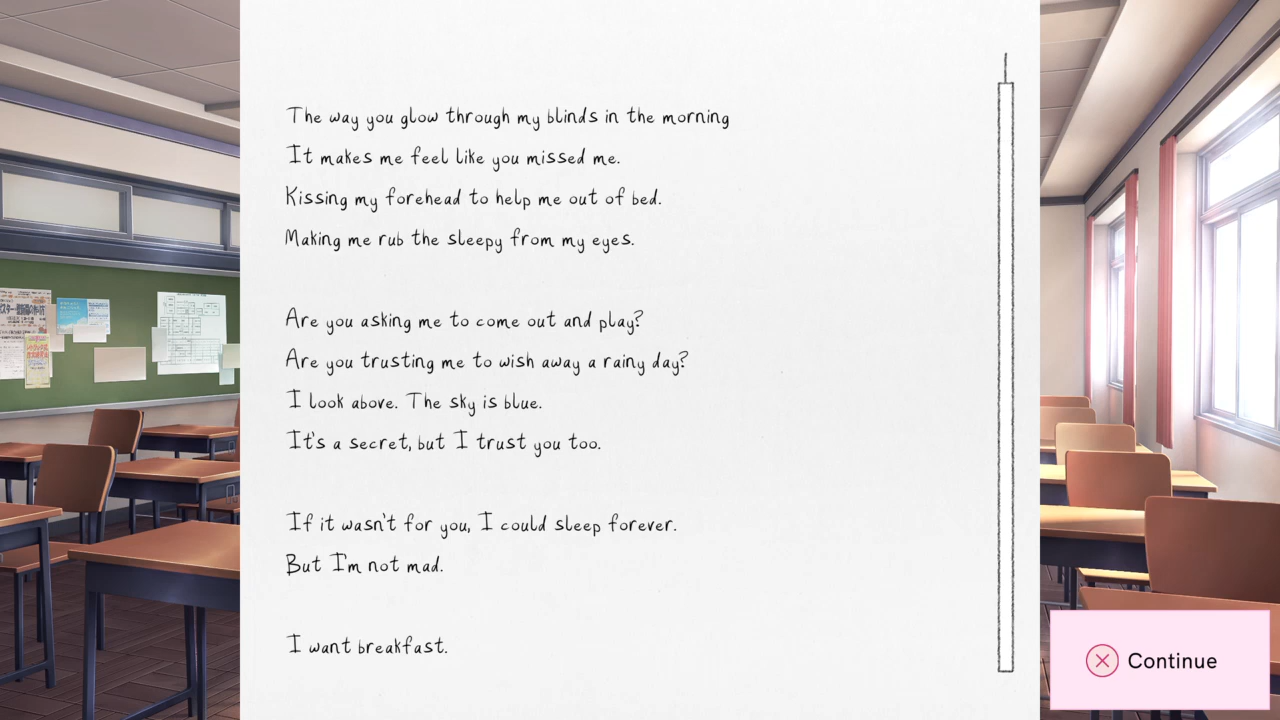 The way you glow through my blinds in the morning
It makes me feel like you missed me.
Kissing my forehead to help me out of bed.
Making me rub the sleepy from my eyes.
Are you asking me to come out and play?
Are you trusting me to wish away a rainy day?
I look above. The sky is blue.
It's a secret, but I trust you too.
If it wasn't for you, I could sleep forever.
But I'm not mad.
I want breakfast.
Continue